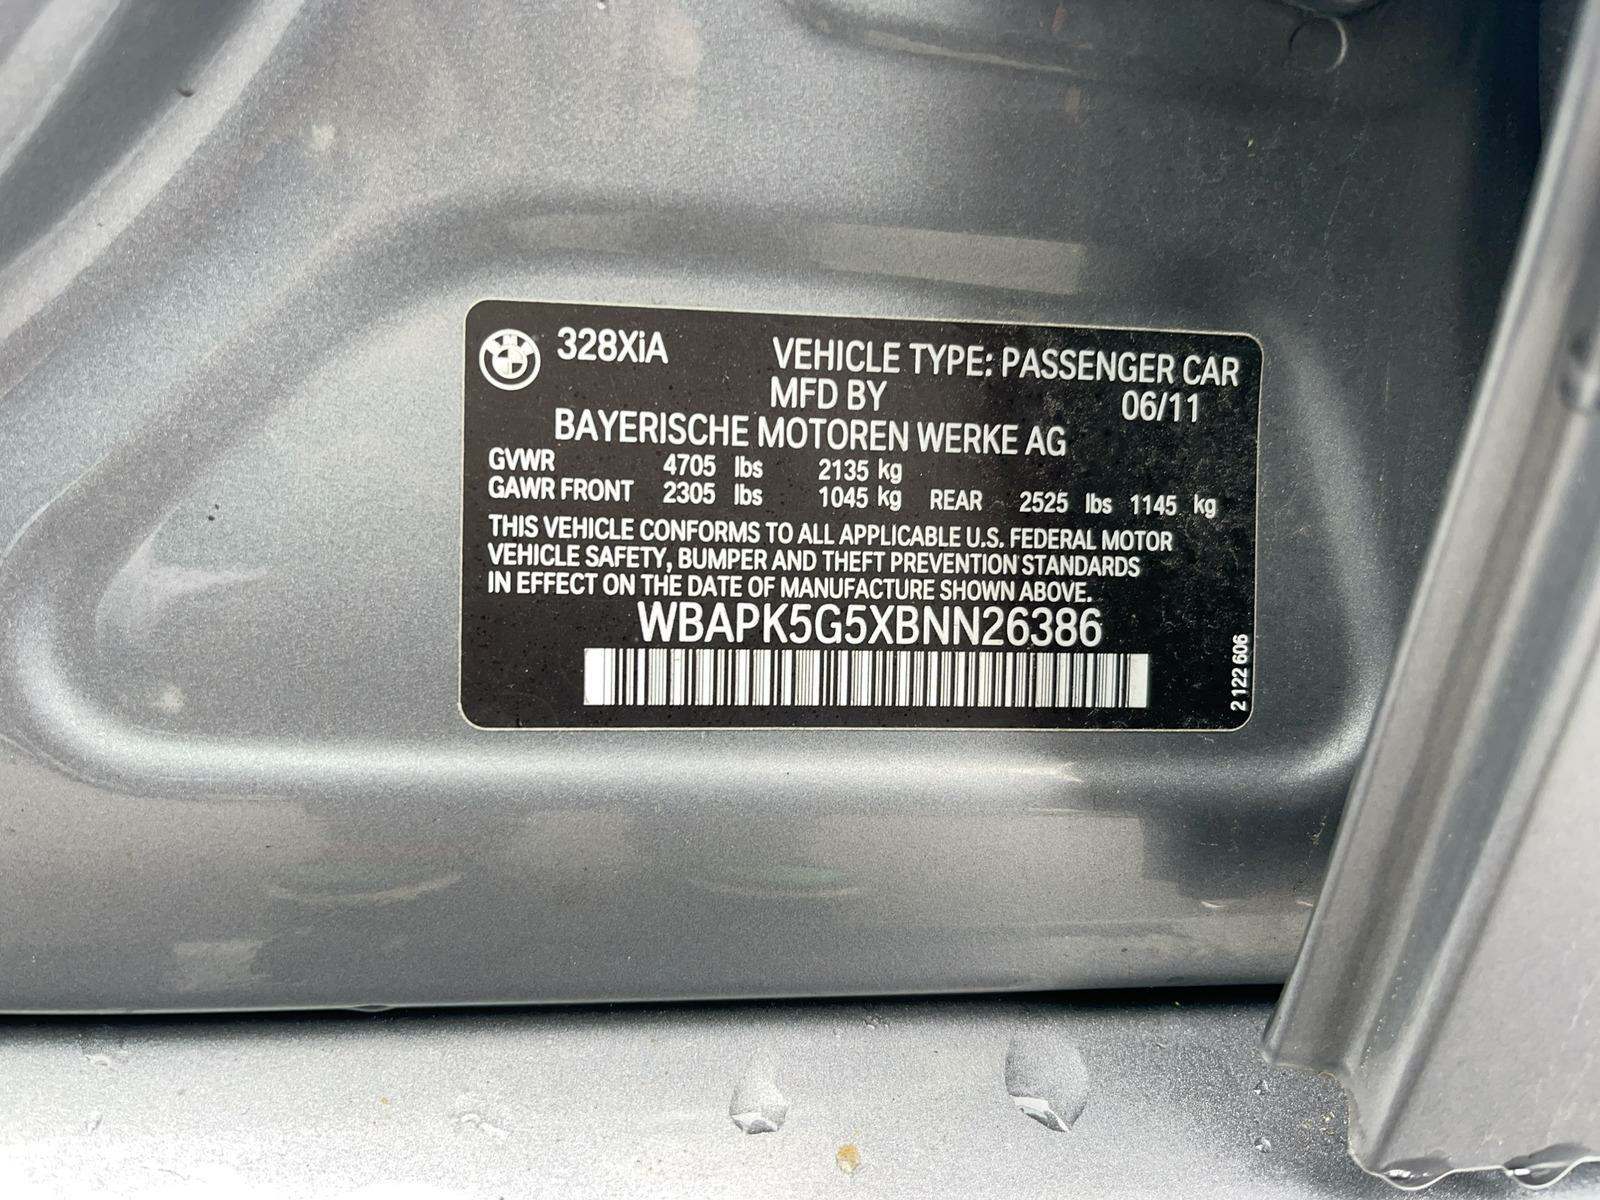 328XiA VEHICLE TYPE: PASSENGER CAR
MFD BY 06/11
BAYERISCHE MOTOREN WERKE AG
GVWR 4705 lbs 2135 kg
GAWR FRONT 2305 lbs 1045 kg REAR 2525 lbs 1145 kg
THIS VEHICLE CONFORMS TO ALL APPLICABLE U.S. FEDERAL MOTOR
VEHICLE SAFETY, BUMPER AND THEFT PREVENTION STANDARDS
IN EFFECT ON THE DATE OF MANUFACTURE SHOWN ABOVE.
WBAPK5G5XBNN26386
2 122 606